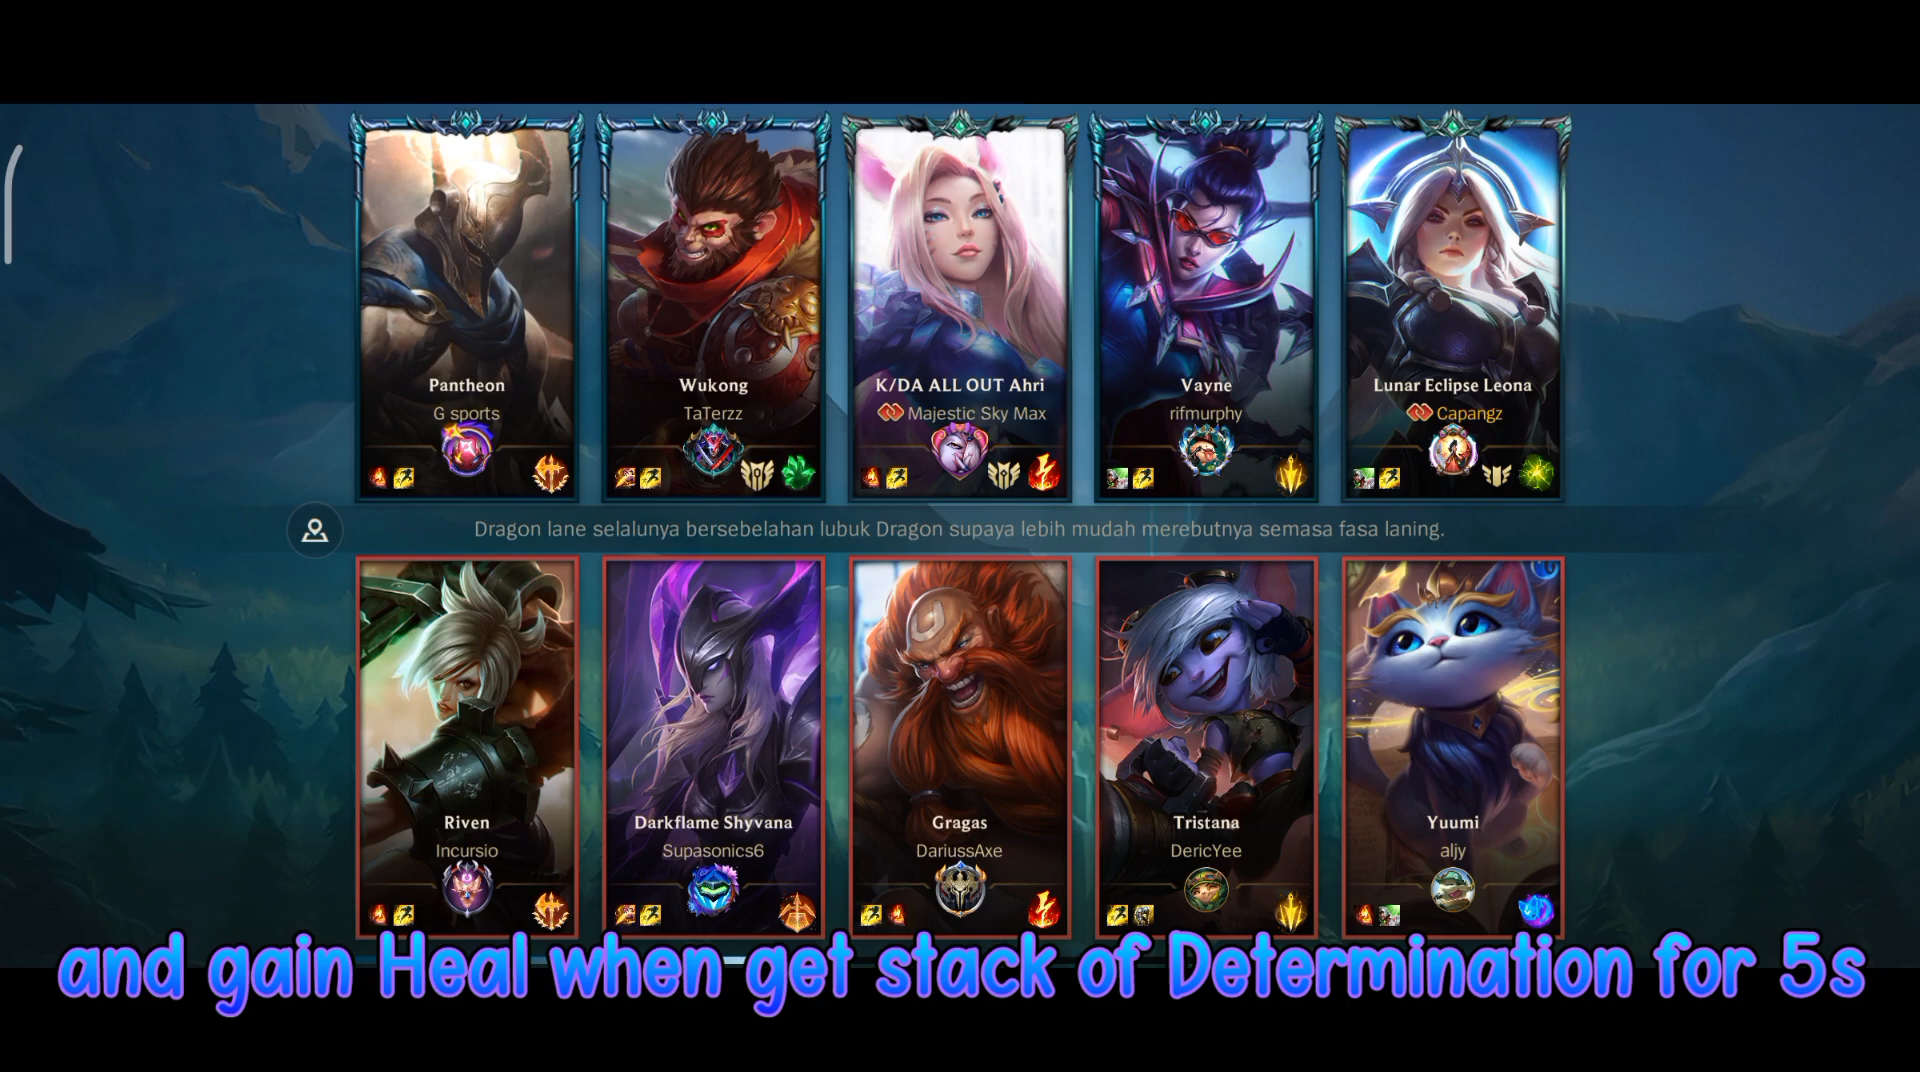 Pantheon
G sports
Wukong
TaTerzz
K/DA ALL OUT Ahri
Majestic Sky Max
Vayne
rifmurphy
Lunar Eclipse Leona
Capangz
Dragon lane selalunya bersebelahan lubuk Dragon supaya lebih mudah merebutnya semasa fasa laning.
Riven
Incursio
Darkflame Shyvana
Supasonics6
Gragas
DariussAxe
Tristana
DericYee
Yuumi
aljy
and gain Heal when get stack of Determination for 5s